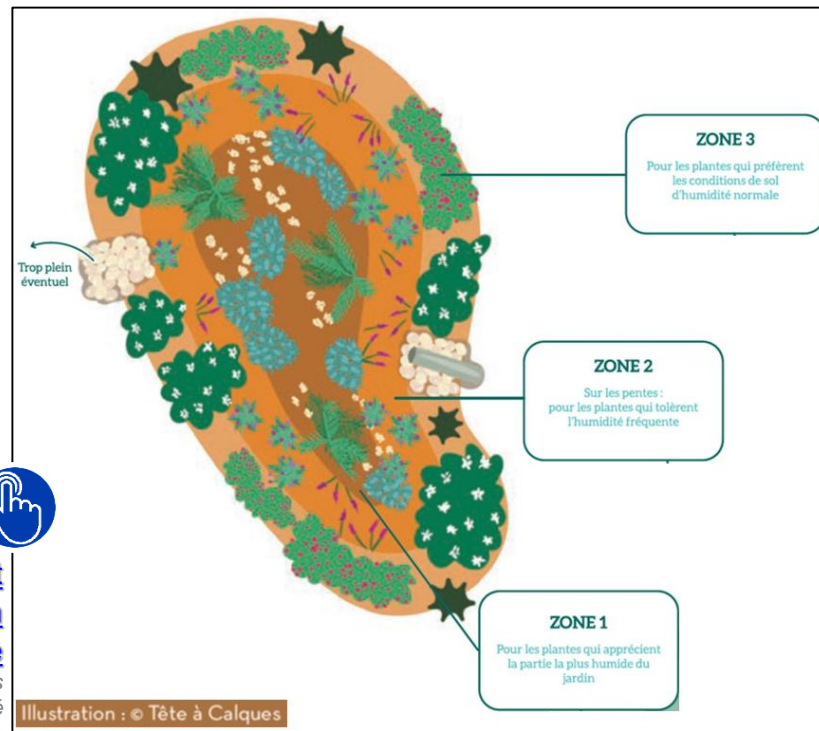 ZONE 3
Pour les plantes qui préfèrent
les conditions de sol
d'humidité normale
Trop plein
éventuel
ZONE 2
Sur les pentes :
pour les plantes qui tolèrent
l'humidité fréquente
ZONE 1
Pour les plantes qui apprécient
la partie la plus humide du
jardin
Illustration : © Tête à Calques